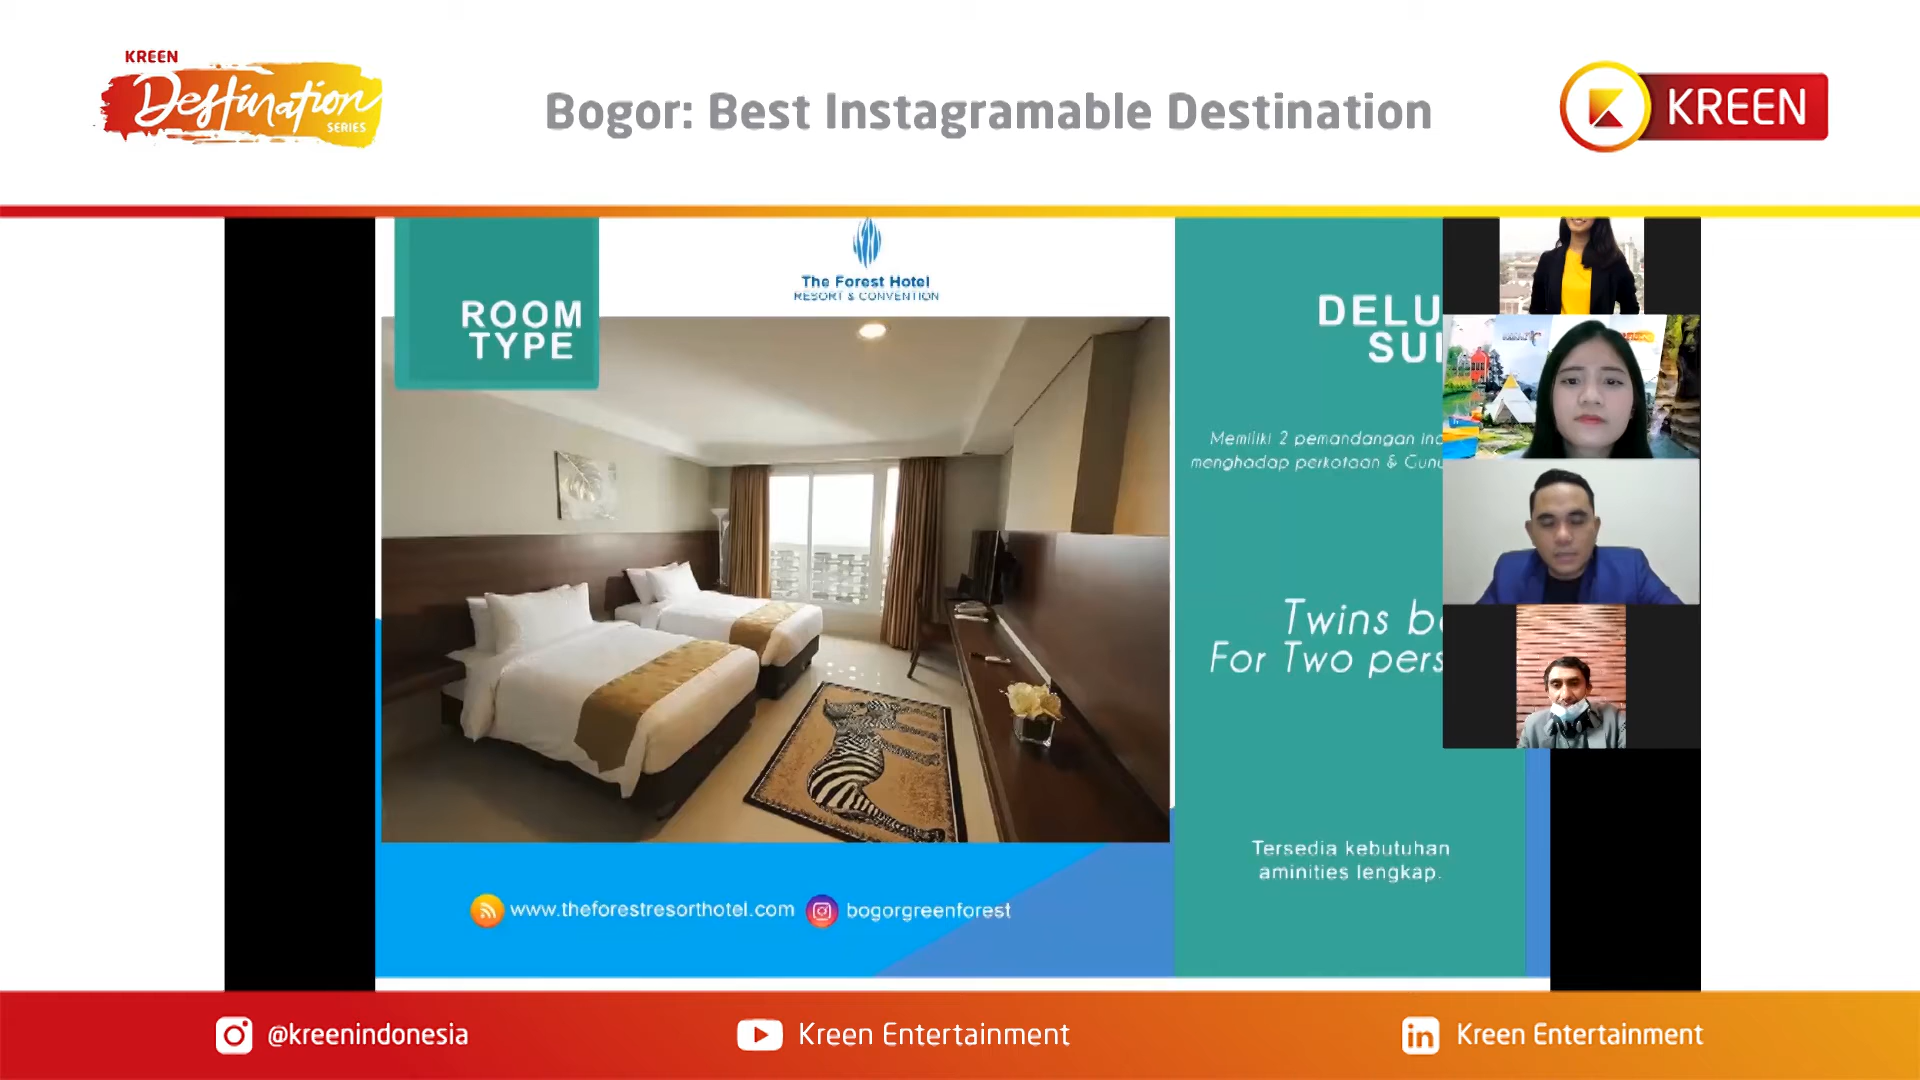 KREEN
Destination
SERIES
Bogor: Best Instagramable Destination
KREEN
ROOM
TYPE
The Forest Hotel
RESORT & CONVENTION
DELU
SUI
Memiliki 2 pemandangan
menghadap perkotaan &
Twins
For Two
Tersedia kebutuhan
aminities lengkap.
www.theforestresorthotel.com
bogorgreenforest
@kreenindonesia
Kreen Entertainment
Kreen Entertainment